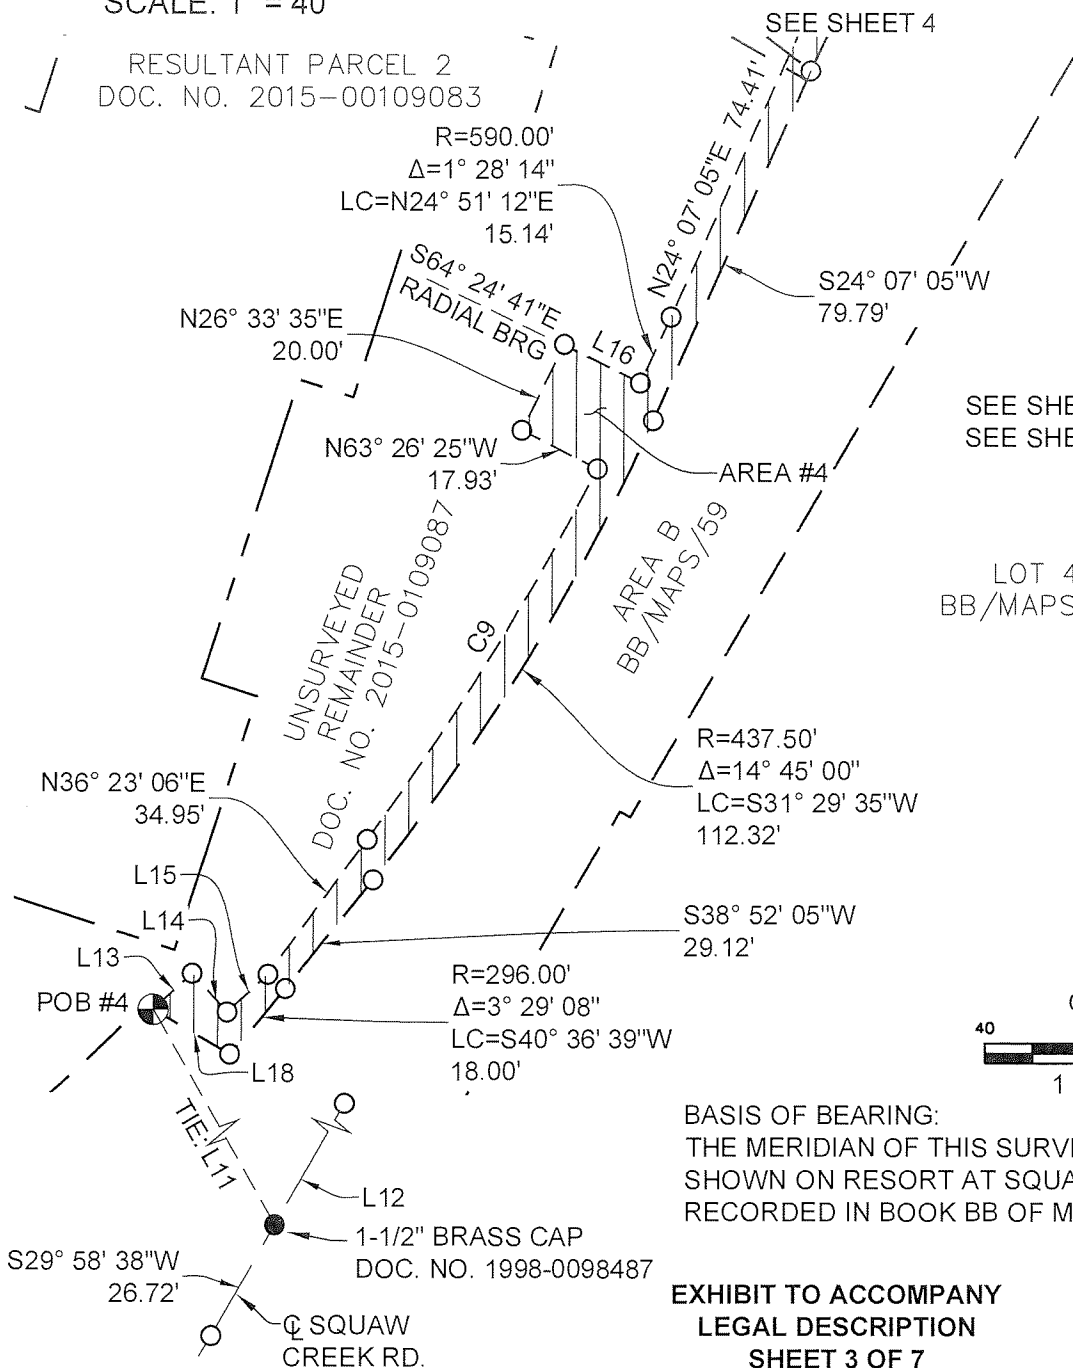 SCALE: 1" = 40'
SEE SHEET 4
RESULTANT PARCEL 2
DOC. NO. 2015-00109083
R=590.00'
Δ=1° 28' 14"
LC=N24° 51' 12"E
15.14'
N24° 07' 05"E 74.41'
S24° 07' 05"W
79.79'
S64° 24' 41"E
RADIAL BRG
N26° 33' 35"E
20.00'
L16
N63° 26' 25"W
17.93'
AREA #4
SEE SHE
SEE SHE
UNSURVEYED
REMAINDER
DOC. NO. 2015-0109087
AREA B
BB/MAPS/59
LOT 4
BB/MAPS
C9
R=437.50'
Δ=14° 45' 00"
LC=S31° 29' 35"W
112.32'
N36° 23' 06"E
34.95'
L15
L14
L13
POB #4
S38° 52' 05"W
29.12'
R=296.00'
Δ=3° 29' 08"
LC=S40° 36' 39"W
18.00'
L18
TIE: L11
L12
40
1
1-1/2" BRASS CAP
DOC. NO. 1998-0098487
S29° 58' 38"W
26.72'
℄ SQUAW
CREEK RD.
BASIS OF BEARING:
THE MERIDIAN OF THIS SURVE
SHOWN ON RESORT AT SQUA
RECORDED IN BOOK BB OF M
EXHIBIT TO ACCOMPANY
LEGAL DESCRIPTION
SHEET 3 OF 7